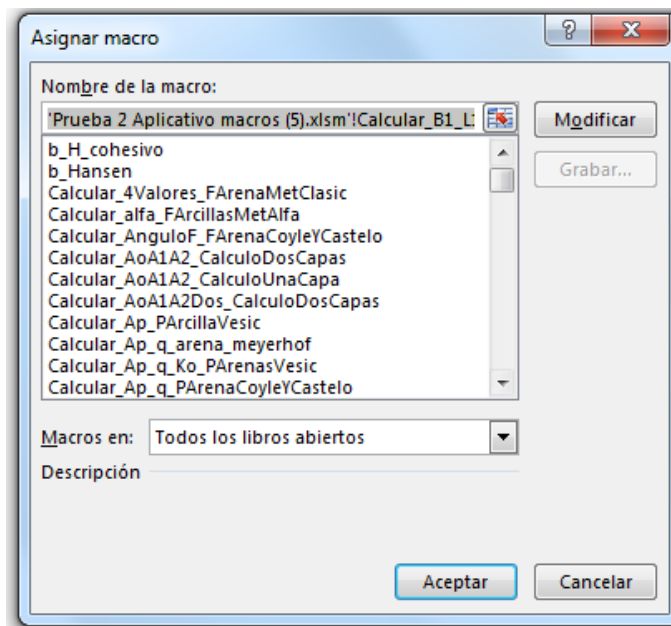 Asignar macro
Nombre de la macro:
'Prueba 2 Aplicativo macros (5).xlsm'!Calcular_B1_L
Modificar
b_H_cohesivo
b_Hansen
Calcular_4Valores_FArenaMetClasic
Calcular_alfa_FArcillasMetAlfa
Calcular_AnguloF_FArenaCoyleYCastelo
Calcular_AoA1A2_CalculoDosCapas
Calcular_AoA1A2_CalculoUnaCapa
Calcular_AoA1A2Dos_CalculoDosCapas
Calcular_Ap_PArcillaVesic
Calcular_Ap_q_arena_meyerhof
Calcular_Ap_q_Ko_PArenasVesic
Calcular_Ap_q_PArenaCoyleYCastelo
Grabar...
Macros en: Todos los libros abiertos
Descripción
Aceptar
Cancelar